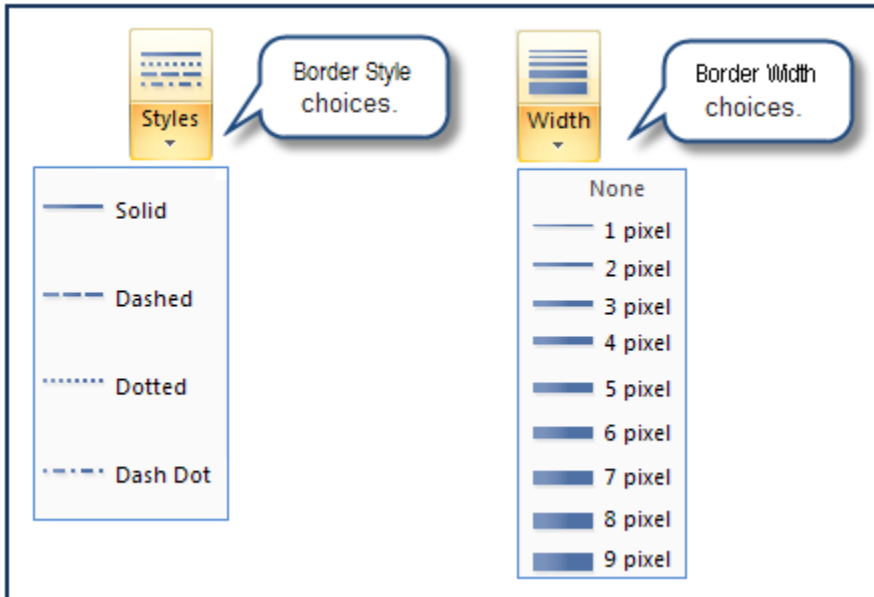 Styles
Border Style
choices.
Solid
Dashed
Dotted
Dash Dot
Width
Border Width
choices.
None
1 pixel
2 pixel
3 pixel
4 pixel
5 pixel
6 pixel
7 pixel
8 pixel
9 pixel